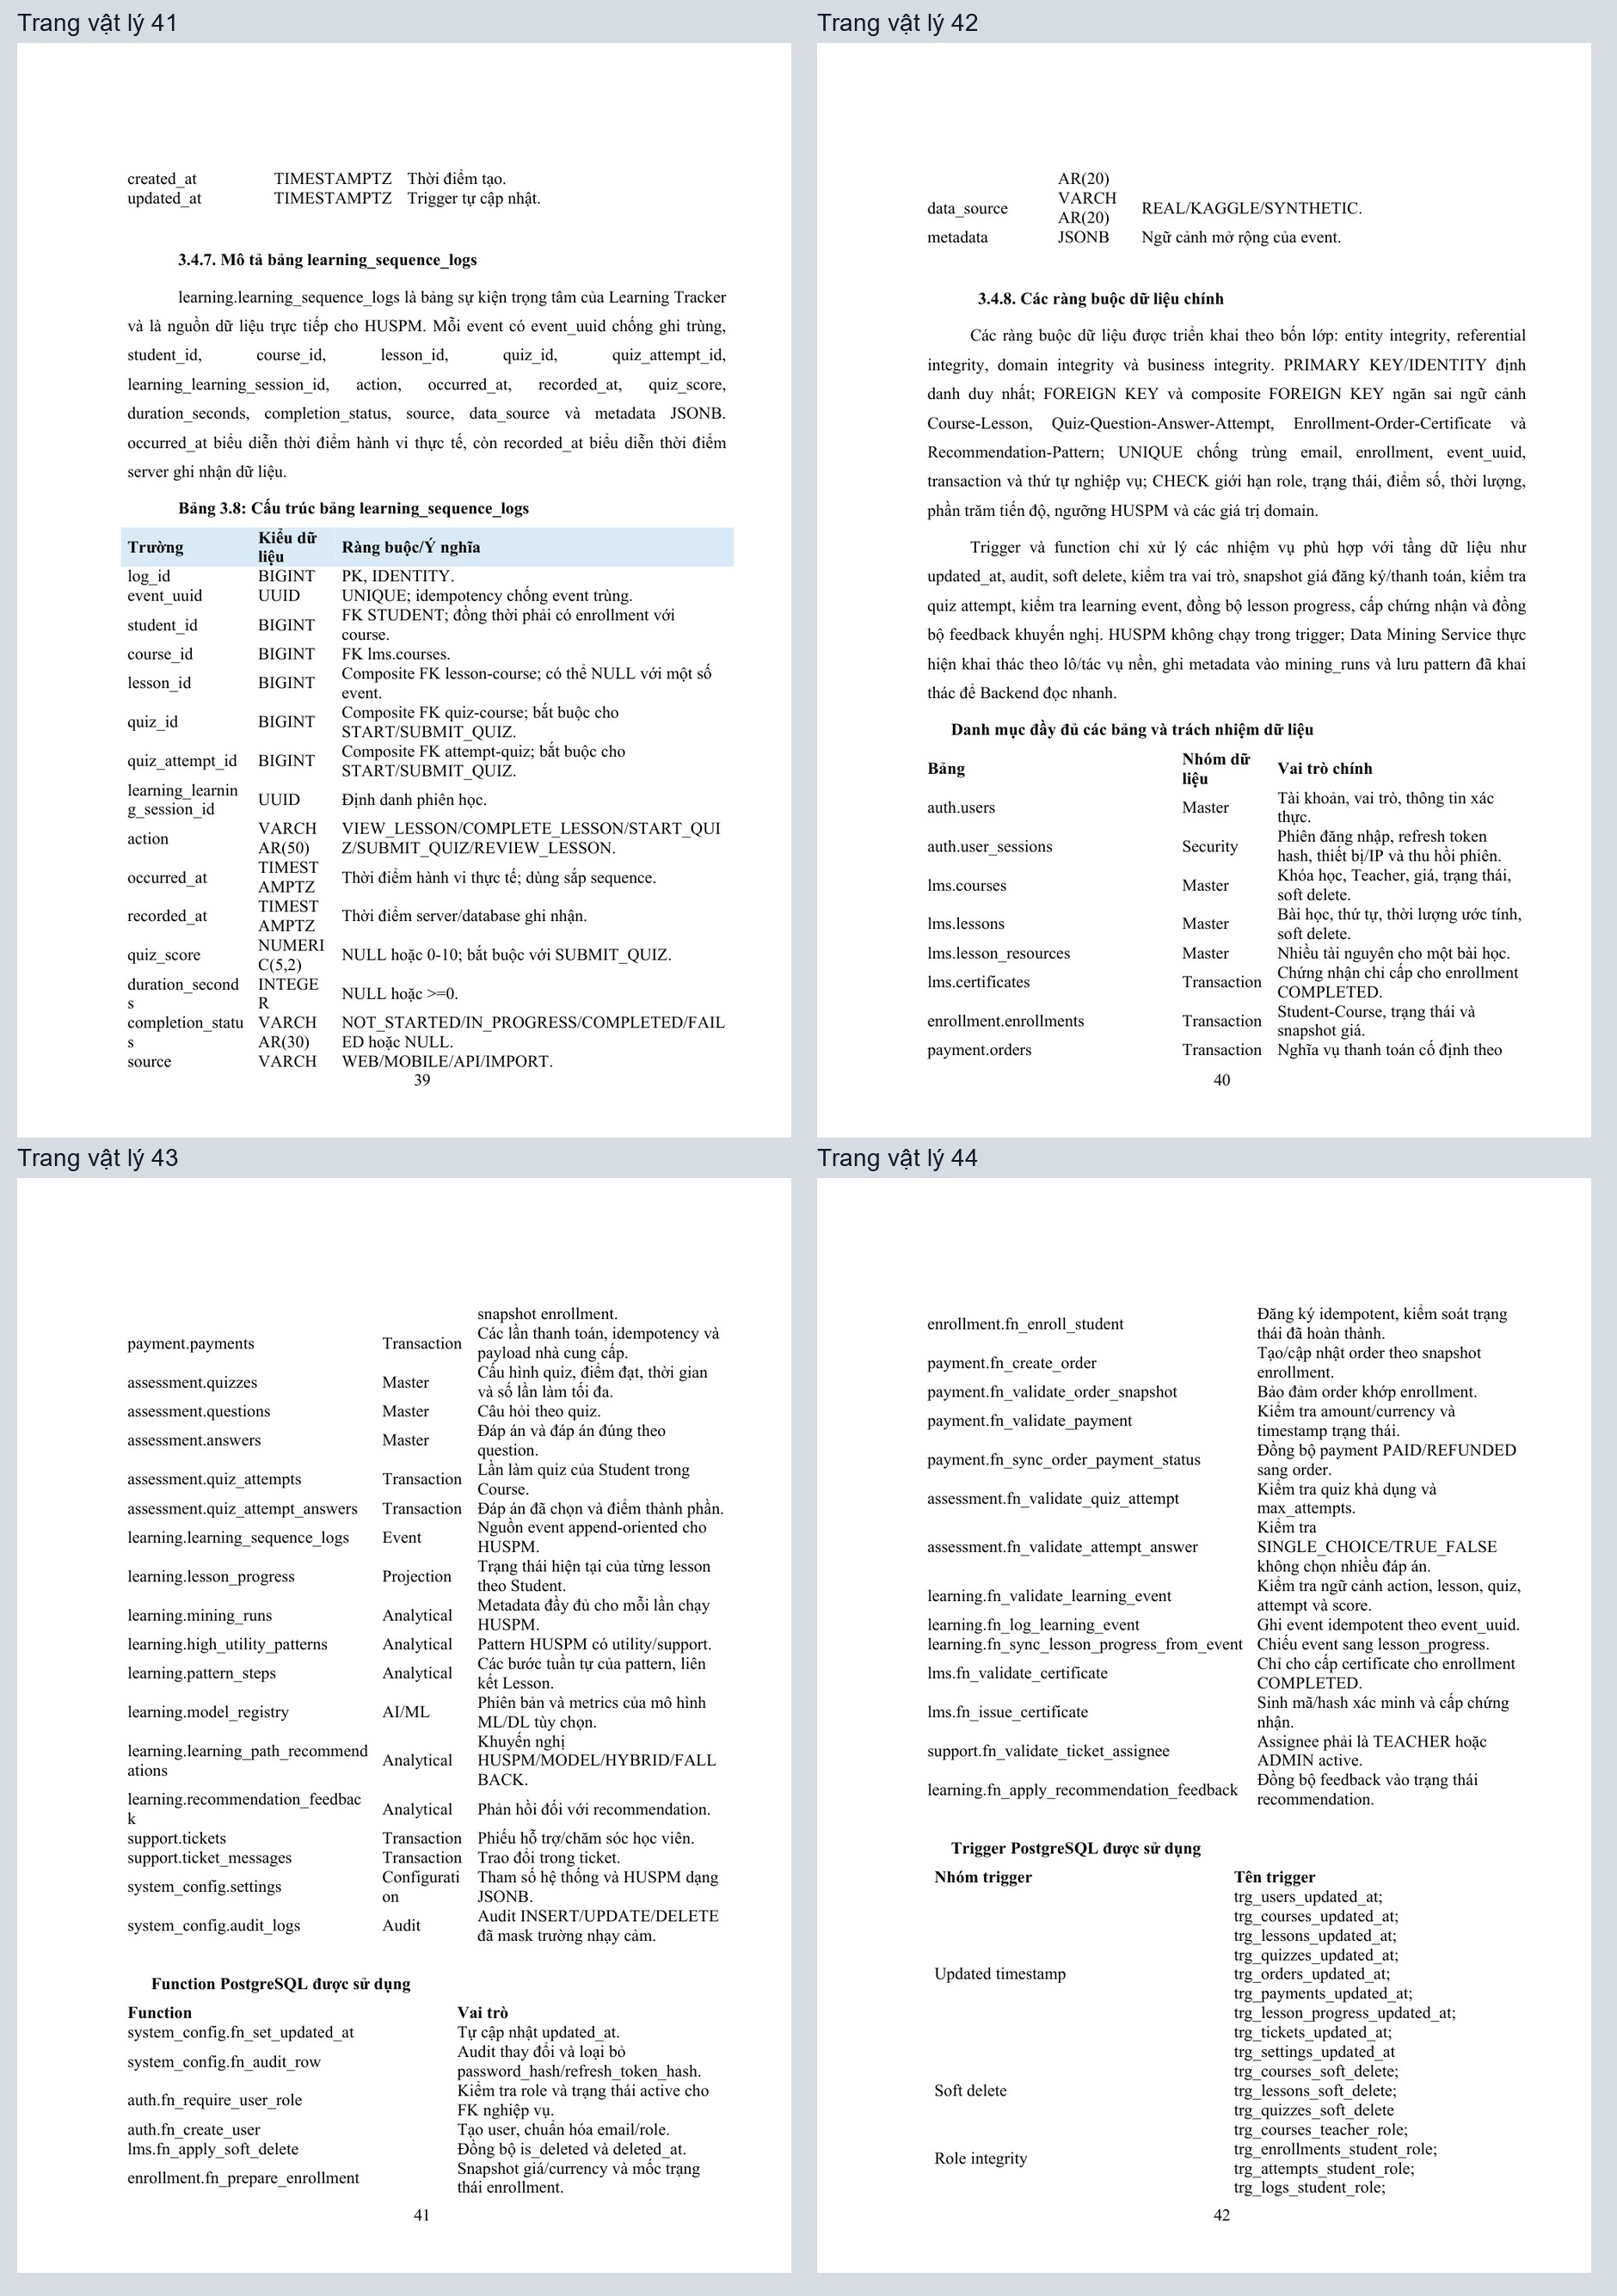 Trang vật lý 41
created_at TIMESTAMPTZ Thời điểm tạo.
updated_at TIMESTAMPTZ Trigger tự cập nhật.
3.4.7. Mô tả bảng learning_sequence_logs
learning.learning_sequence_logs là bảng sự kiện trọng tâm của Learning Tracker
và là nguồn dữ liệu trực tiếp cho HUSPM. Mỗi event có event_uuid chống ghi trùng,
student_id, course_id, lesson_id, quiz_id, quiz_attempt_id,
learning_learning_session_id, action, occurred_at, recorded_at, quiz_score,
duration_seconds, completion_status, source, data_source và metadata JSONB.
occurred_at biểu diễn thời điểm hành vi thực tế, còn recorded_at biểu diễn thời điểm
server ghi nhận dữ liệu.
Bảng 3.8: Cấu trúc bảng learning_sequence_logs
Trường Kiểu dữ liệu Ràng buộc/Ý nghĩa
log_id BIGINT PK, IDENTITY.
event_uuid UUID UNIQUE; idempotency chống event trùng.
student_id BIGINT FK STUDENT; đồng thời phải có enrollment với
course.
course_id BIGINT FK lms.courses.
lesson_id BIGINT Composite FK lesson-course; có thể NULL với một số
event.
quiz_id BIGINT Composite FK quiz-course; bắt buộc cho
START/SUBMIT_QUIZ.
quiz_attempt_id BIGINT Composite FK attempt-quiz; bắt buộc cho
START/SUBMIT_QUIZ.
learning_learnin
g_session_id UUID Định danh phiên học.
action VARCH
AR(50) VIEW_LESSON/COMPLETE_LESSON/START_QUI
Z/SUBMIT_QUIZ/REVIEW_LESSON.
occurred_at TIMEST
AMPTZ Thời điểm hành vi thực tế; dùng sắp sequence.
recorded_at TIMEST
AMPTZ Thời điểm server/database ghi nhận.
quiz_score NUMERI
C(5,2) NULL hoặc 0-10; bắt buộc với SUBMIT_QUIZ.
duration_second
s INTEGE
R NULL hoặc >=0.
completion_statu
s VARCH
AR(30) NOT_STARTED/IN_PROGRESS/COMPLETED/FAIL
ED hoặc NULL.
source VARCH WEB/MOBILE/API/IMPORT.
39
Trang vật lý 42
AR(20)
data_source VARCH
AR(20) REAL/KAGGLE/SYNTHETIC.
metadata JSONB Ngữ cảnh mở rộng của event.
3.4.8. Các ràng buộc dữ liệu chính
Các ràng buộc dữ liệu được triển khai theo bốn lớp: entity integrity, referential
integrity, domain integrity và business integrity. PRIMARY KEY/IDENTITY định
danh duy nhất; FOREIGN KEY và composite FOREIGN KEY ngăn sai ngữ cảnh
Course-Lesson, Quiz-Question-Answer-Attempt, Enrollment-Order-Certificate và
Recommendation-Pattern; UNIQUE chống trùng email, enrollment, event_uuid,
transaction và thứ tự nghiệp vụ; CHECK giới hạn role, trạng thái, điểm số, thời lượng,
phần trăm tiến độ, ngưỡng HUSPM và các giá trị domain.
Trigger và function chỉ xử lý các nhiệm vụ phù hợp với tầng dữ liệu như
updated_at, audit, soft delete, kiểm tra vai trò, snapshot giá đăng ký/thanh toán, kiểm tra
quiz attempt, kiểm tra learning event, đồng bộ lesson progress, cấp chứng nhận và đồng
bộ feedback khuyến nghị. HUSPM không chạy trong trigger; Data Mining Service thực
hiện khai thác theo lô/tác vụ nền, ghi metadata vào mining_runs và lưu pattern đã khai
thác để Backend đọc nhanh.
Danh mục đầy đủ các bảng và trách nhiệm dữ liệu
Bảng Nhóm dữ liệu Vai trò chính
auth.users Master Tài khoản, vai trò, thông tin xác
thực.
auth.user_sessions Security Phiên đăng nhập, refresh token
hash, thiết bị/IP và thu hồi phiên.
lms.courses Master Khóa học, Teacher, giá, trạng thái,
soft delete.
lms.lessons Master Bài học, thứ tự, thời lượng ước tính,
soft delete.
lms.lesson_resources Master Nhiều tài nguyên cho một bài học.
lms.certificates Transaction Chứng nhận chỉ cấp cho enrollment
COMPLETED.
enrollment.enrollments Transaction Student-Course, trạng thái và
snapshot giá.
payment.orders Transaction Nghĩa vụ thanh toán cố định theo
40
Trang vật lý 43
snapshot enrollment.
payment.payments Transaction Các lần thanh toán, idempotency và
payload nhà cung cấp.
assessment.quizzes Master Cấu hình quiz, điểm đạt, thời gian
và số lần làm tối đa.
assessment.questions Master Câu hỏi theo quiz.
assessment.answers Master Đáp án và đáp án đúng theo
question.
assessment.quiz_attempts Transaction Lần làm quiz của Student trong
Course.
assessment.quiz_attempt_answers Transaction Đáp án đã chọn và điểm thành phần.
learning.learning_sequence_logs Event Nguồn event append-oriented cho
HUSPM.
learning.lesson_progress Projection Trạng thái hiện tại của từng lesson
theo Student.
learning.mining_runs Analytical Metadata đầy đủ cho mỗi lần chạy
HUSPM.
learning.high_utility_patterns Analytical Pattern HUSPM có utility/support.
learning.pattern_steps Analytical Các bước tuần tự của pattern, liên
kết Lesson.
learning.model_registry AI/ML Phiên bản và metrics của mô hình
ML/DL tùy chọn.
learning.learning_path_recommend
ations Analytical Khuyến nghị
HUSPM/MODEL/HYBRID/FALL
BACK.
learning.recommendation_feedbac
k Analytical Phản hồi đối với recommendation.
support.tickets Transaction Phiếu hỗ trợ/chăm sóc học viên.
support.ticket_messages Transaction Trao đổi trong ticket.
system_config.settings Configurati
on Tham số hệ thống và HUSPM dạng
JSONB.
system_config.audit_logs Audit Audit INSERT/UPDATE/DELETE
đã mask trường nhạy cảm.
Function PostgreSQL được sử dụng
Function Vai trò
system_config.fn_set_updated_at Tự cập nhật updated_at.
system_config.fn_audit_row Audit thay đổi và loại bỏ
password_hash/refresh_token_hash.
auth.fn_require_user_role Kiểm tra role và trạng thái active cho
FK nghiệp vụ.
auth.fn_create_user Tạo user, chuẩn hóa email/role.
lms.fn_apply_soft_delete Đồng bộ is_deleted và deleted_at.
enrollment.fn_prepare_enrollment Snapshot giá/currency và mốc trạng
thái enrollment.
41
Trang vật lý 44
enrollment.fn_enroll_student Đăng ký idempotent, kiểm soát trạng
thái đã hoàn thành.
payment.fn_create_order Tạo/cập nhật order theo snapshot
enrollment.
payment.fn_validate_order_snapshot Bảo đảm order khớp enrollment.
payment.fn_validate_payment Kiểm tra amount/currency và
timestamp trạng thái.
payment.fn_sync_order_payment_status Đồng bộ payment PAID/REFUNDED
sang order.
assessment.fn_validate_quiz_attempt Kiểm tra quiz khả dụng và
max_attempts.
assessment.fn_validate_attempt_answer Kiểm tra
SINGLE_CHOICE/TRUE_FALSE
không chọn nhiều đáp án.
learning.fn_validate_learning_event Kiểm tra ngữ cảnh action, lesson, quiz,
attempt và score.
learning.fn_log_learning_event Ghi event idempotent theo event_uuid.
learning.fn_sync_lesson_progress_from_event Chiếu event sang lesson_progress.
lms.fn_validate_certificate Chỉ cho cấp certificate cho enrollment
COMPLETED.
lms.fn_issue_certificate Sinh mã/hash xác minh và cấp chứng
nhận.
support.fn_validate_ticket_assignee Assignee phải là TEACHER hoặc
ADMIN active.
learning.fn_apply_recommendation_feedback Đồng bộ feedback vào trạng thái
recommendation.
Trigger PostgreSQL được sử dụng
Nhóm trigger Tên trigger
Updated timestamp trg_users_updated_at;
trg_courses_updated_at;
trg_lessons_updated_at;
trg_quizzes_updated_at;
trg_orders_updated_at;
trg_payments_updated_at;
trg_lesson_progress_updated_at;
trg_tickets_updated_at;
trg_settings_updated_at
Soft delete trg_courses_soft_delete;
trg_lessons_soft_delete;
trg_quizzes_soft_delete
Role integrity trg_courses_teacher_role;
trg_enrollments_student_role;
trg_attempts_student_role;
trg_logs_student_role;
42